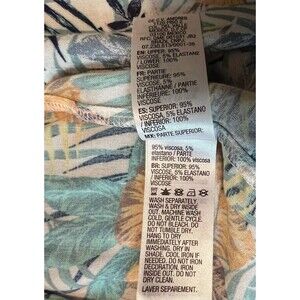 EN: UPPER: 95%
VISCOSE, 5% ELASTANE/
LOWER: 100%
VISCOSE
FR: PARTIE
SUPERIEURE: 95%
VISCOSE, 5%
ELASTHANNE / PARTIE
INFERIEURE: 100%
VISCOSE
ES: SUPERIOR: 95%
VISCOSA, 5% ELASTANO
/ INFERIOR: 100%
VISCOSA
MX: PARTE SUPERIOR:
95% VISCOSA, 5%
elastano / PARTE
INFERIOR: 100% viscosa
BR: SUPERIOR: 95%
VISCOSA, 5% ELASTANO
/ INFERIOR: 100%
VISCOSE
WASH SEPARATELY
WASH & DRY INSIDE
OUT. MACHINE WASH
COLD, GENTLE CYCLE.
DO NOT BLEACH. DO
NOT TUMBLE DRY.
HANG TO DRY
IMMEDIATELY AFTER
WASHING. DRY IN
SHADE. COOL IRON IF
NEEDED. DO NOT IRON
DECORATION. IRON
INSIDE OUT. DO NOT
DRY CLEAN.
LAVER SEPAREMENT.